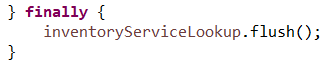 } finally {
    inventoryServiceLookup.flush();
}